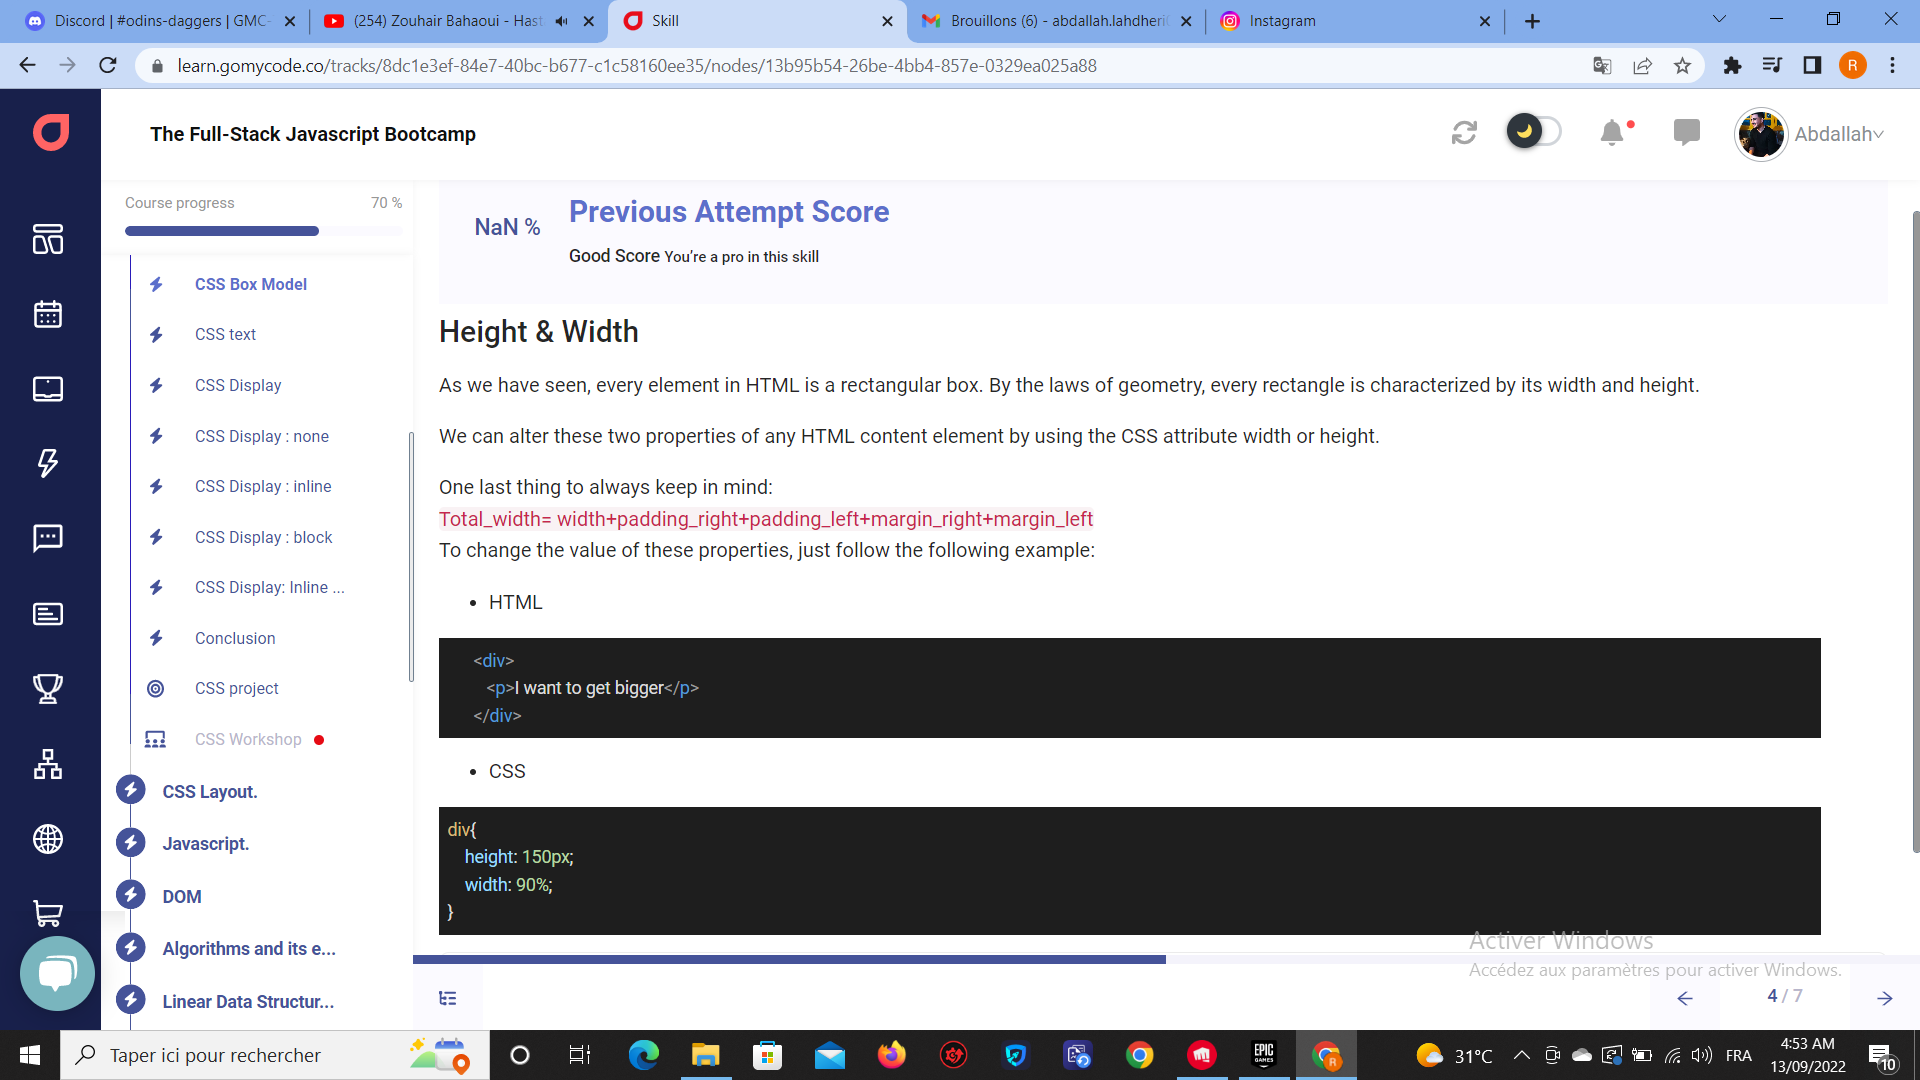 Discord | #odins-daggers | GMC-
(254) Zouhair Bahaoui - Hast
Skill
Brouillons (6) - abdallah.lahdheri
Instagram
learn.gomycode.co/tracks/8dc1e3ef-84e7-40bc-b677-c1c58160ee35/nodes/13b95b54-26be-4bb4-857e-0329ea025a88
R
The Full-Stack Javascript Bootcamp
Abdallah
Course progress
70 %
CSS Box Model
CSS text
CSS Display
CSS Display : none
CSS Display : inline
CSS Display : block
CSS Display: Inline ...
Conclusion
CSS project
CSS Workshop
CSS Layout.
Javascript.
DOM
Algorithms and its e...
Linear Data Structur...
NaN %
Previous Attempt Score
Good Score You’re a pro in this skill
Height & Width
As we have seen, every element in HTML is a rectangular box. By the laws of geometry, every rectangle is characterized by its width and height.
We can alter these two properties of any HTML content element by using the CSS attribute width or height.
One last thing to always keep in mind:
Total_width= width+padding_right+padding_left+margin_right+margin_left
To change the value of these properties, just follow the following example:
• HTML
<div>
<p>I want to get bigger</p>
</div>
• CSS
div{
height: 150px;
width: 90%;
}
Activer Windows
Accédez aux paramètres pour activer Windows.
4 / 7
Taper ici pour rechercher
EPIC
GAMES
R
31°C
FRA
4:53 AM
13/09/2022
10